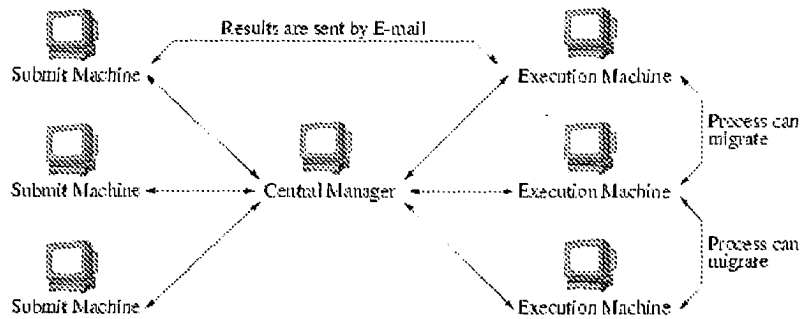 Results are sent by E-mail
Submit Machine
Execution Machine
Process can
migrate
Submit Machine
Central Manager
Execution Machine
Process can
migrate
Submit Machine
Execution Machine